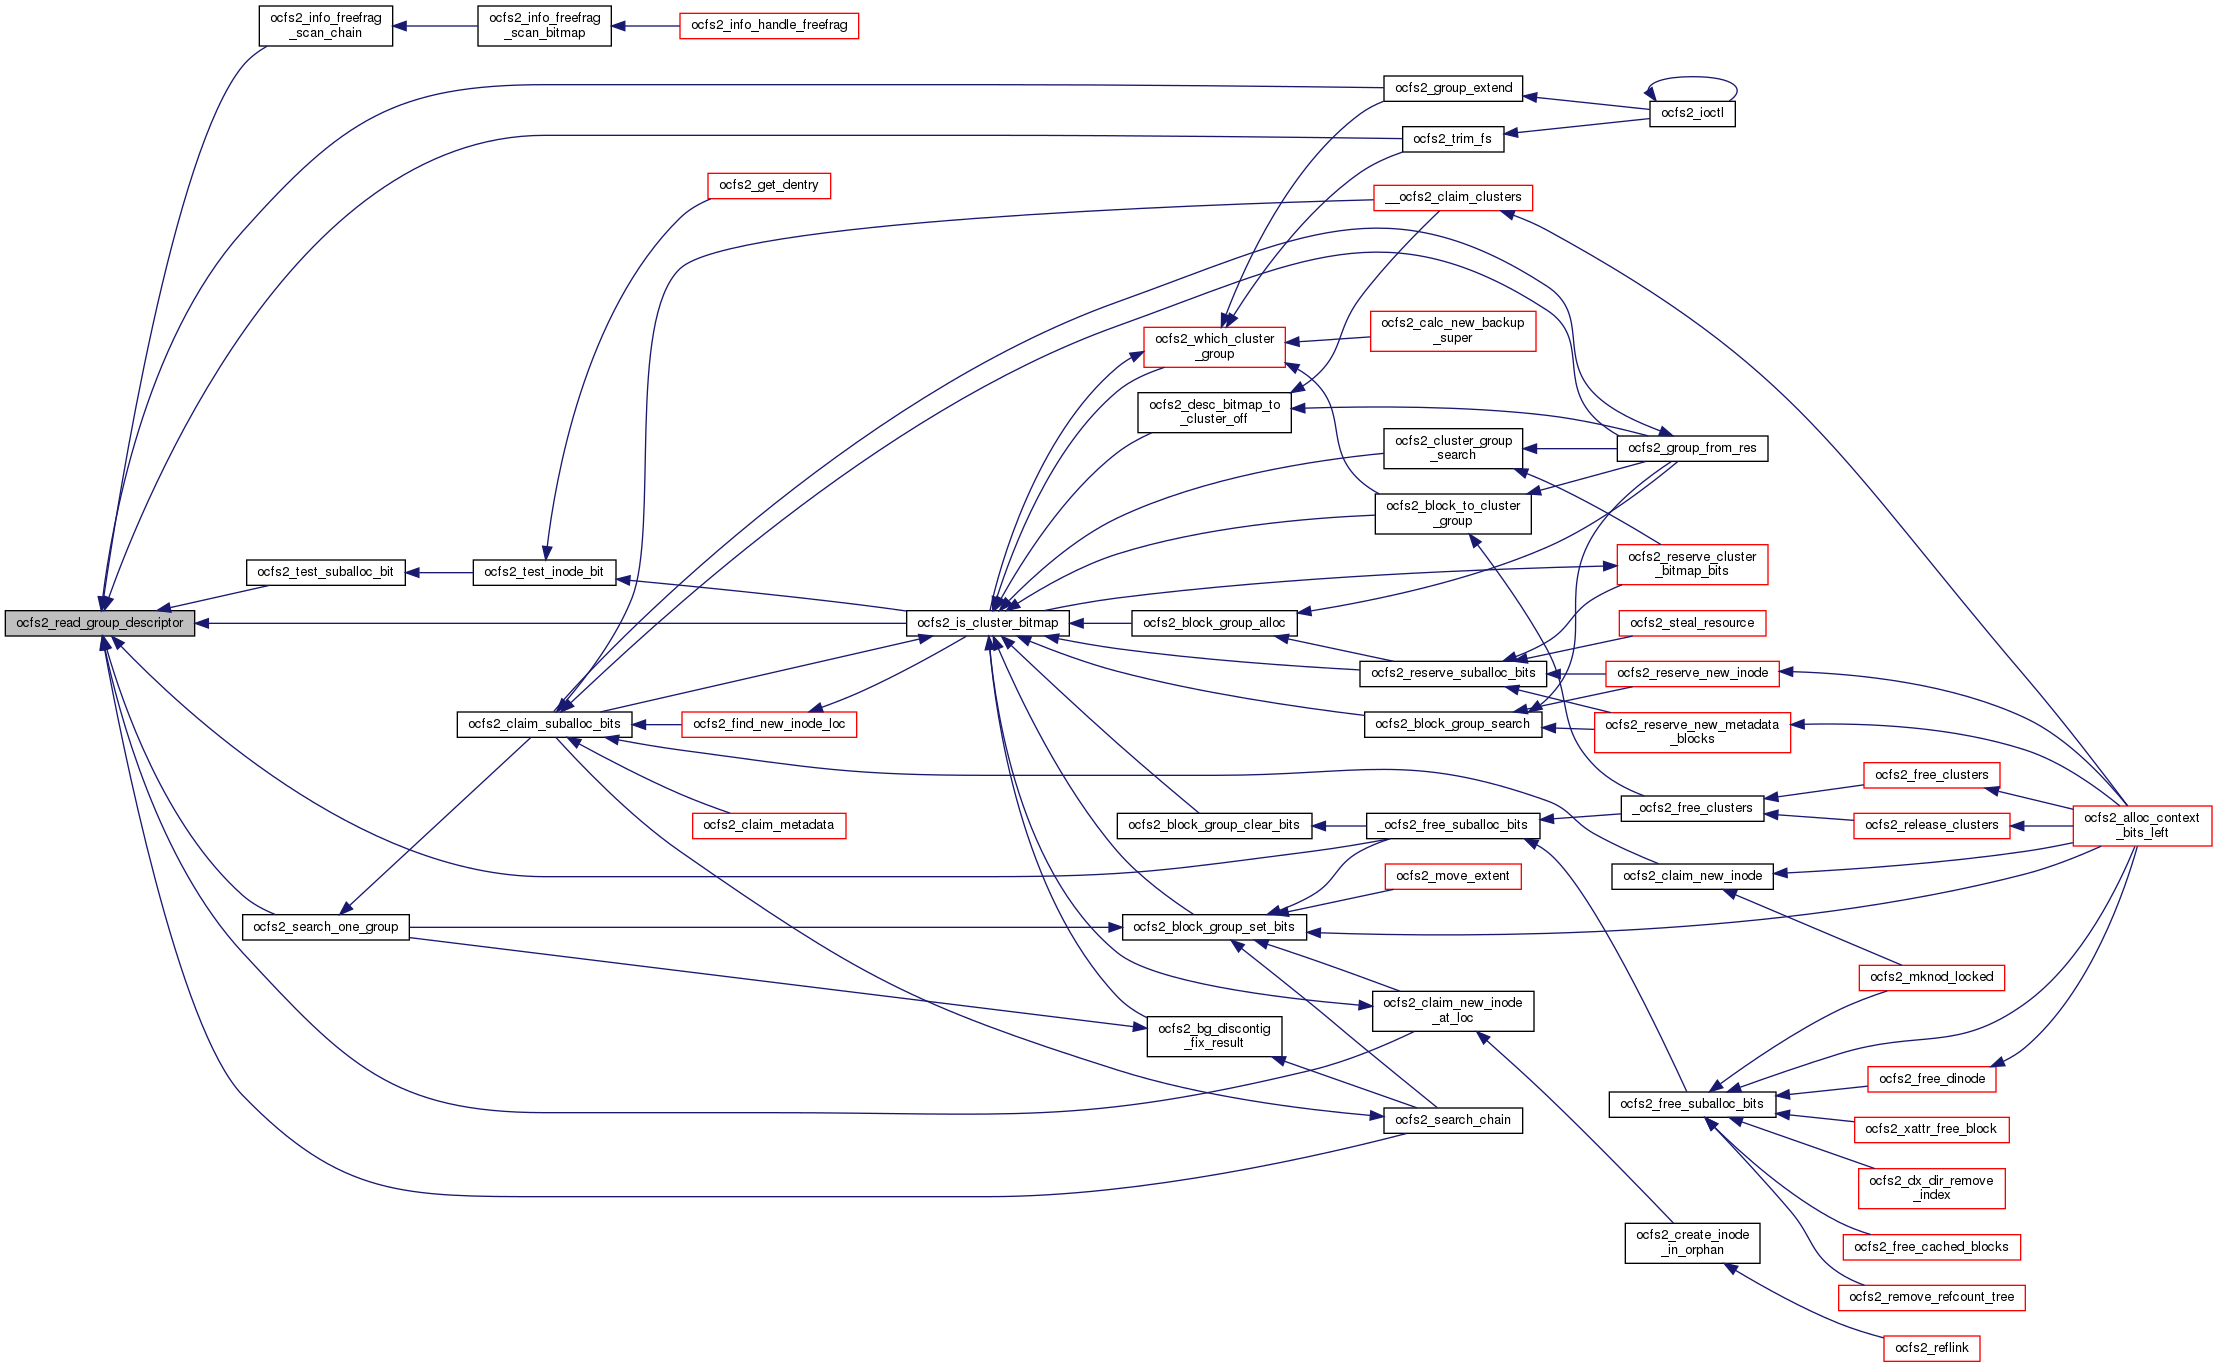 ocfs2_info_freefrag
_scan_chain
ocfs2_info_freefrag
_scan_bitmap
ocfs2_info_handle_freefrag
ocfs2_group_extend
ocfs2_ioctl
ocfs2_trim_fs
ocfs2_get_dentry
__ocfs2_claim_clusters
ocfs2_calc_new_backup
_super
ocfs2_which_cluster
_group
ocfs2_desc_bitmap_to
_cluster_off
ocfs2_cluster_group
_search
ocfs2_group_from_res
ocfs2_block_to_cluster
_group
ocfs2_test_suballoc_bit
ocfs2_test_inode_bit
ocfs2_reserve_cluster
_bitmap_bits
ocfs2_read_group_descriptor
ocfs2_is_cluster_bitmap
ocfs2_block_group_alloc
ocfs2_steal_resource
ocfs2_reserve_suballoc_bits
ocfs2_reserve_new_inode
ocfs2_claim_suballoc_bits
ocfs2_find_new_inode_loc
ocfs2_block_group_search
ocfs2_reserve_new_metadata
_blocks
ocfs2_free_clusters
_ocfs2_free_clusters
ocfs2_claim_metadata
ocfs2_block_group_clear_bits
_ocfs2_free_suballoc_bits
ocfs2_release_clusters
ocfs2_alloc_context
_bits_left
ocfs2_move_extent
ocfs2_claim_new_inode
ocfs2_search_one_group
ocfs2_block_group_set_bits
ocfs2_mknod_locked
ocfs2_claim_new_inode
_at_loc
ocfs2_bg_discontig
_fix_result
ocfs2_free_dinode
ocfs2_free_suballoc_bits
ocfs2_search_chain
ocfs2_xattr_free_block
ocfs2_dx_dir_remove
_index
ocfs2_create_inode
_in_orphan
ocfs2_free_cached_blocks
ocfs2_remove_refcount_tree
ocfs2_reflink